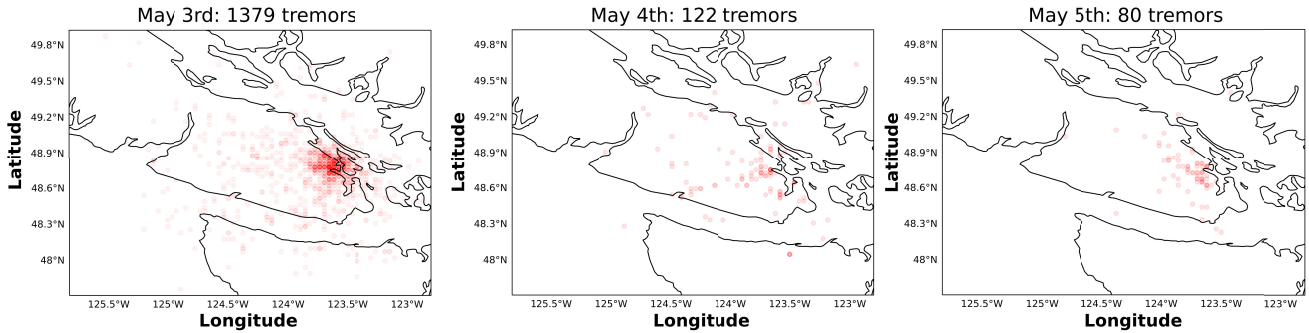 May 3rd: 1379 tremors
49.8°N
49.5°N
49.2°N
48.9°N
48.6°N
48.3°N
48°N
125.5°W 125°W 124.5°W 124°W 123.5°W 123°W
Latitude
Longitude
May 4th: 122 tremors
49.8°N
49.5°N
49.2°N
48.9°N
48.6°N
48.3°N
48°N
125.5°W 125°W 124.5°W 124°W 123.5°W 123°W
Latitude
Longitude
May 5th: 80 tremors
49.8°N
49.5°N
49.2°N
48.9°N
48.6°N
48.3°N
48°N
125.5°W 125°W 124.5°W 124°W 123.5°W 123°W
Latitude
Longitude